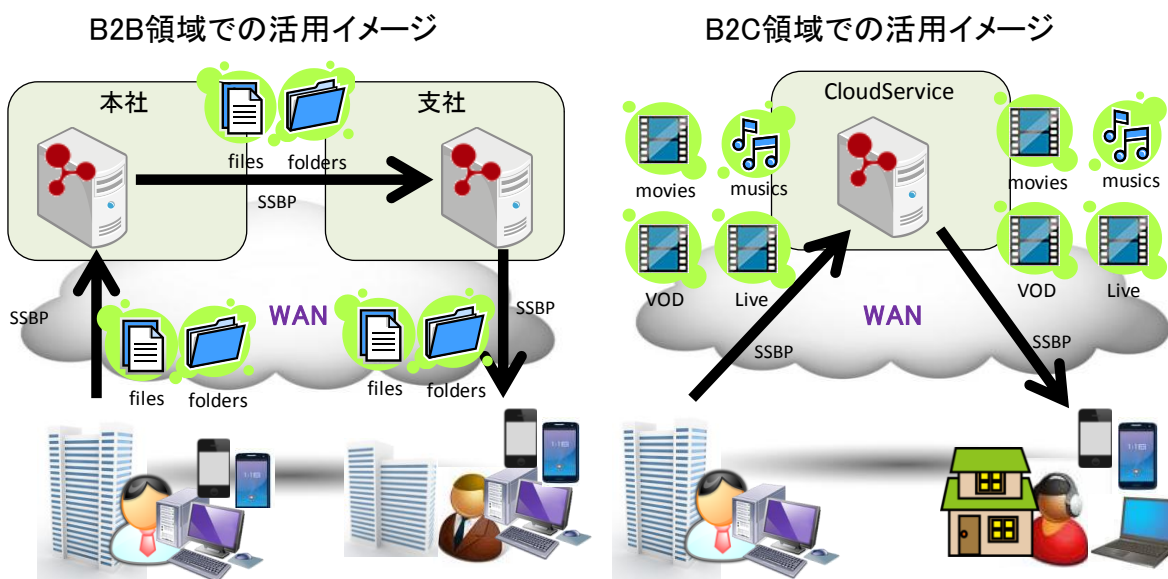 B2B領域での活用イメージ
本社
支社
files
folders
SSBP
SSBP
WAN
SSBP
files
folders
files
folders
B2C領域での活用イメージ
CloudService
movies
musics
movies
musics
VOD
Live
VOD
Live
WAN
SSBP
SSBP